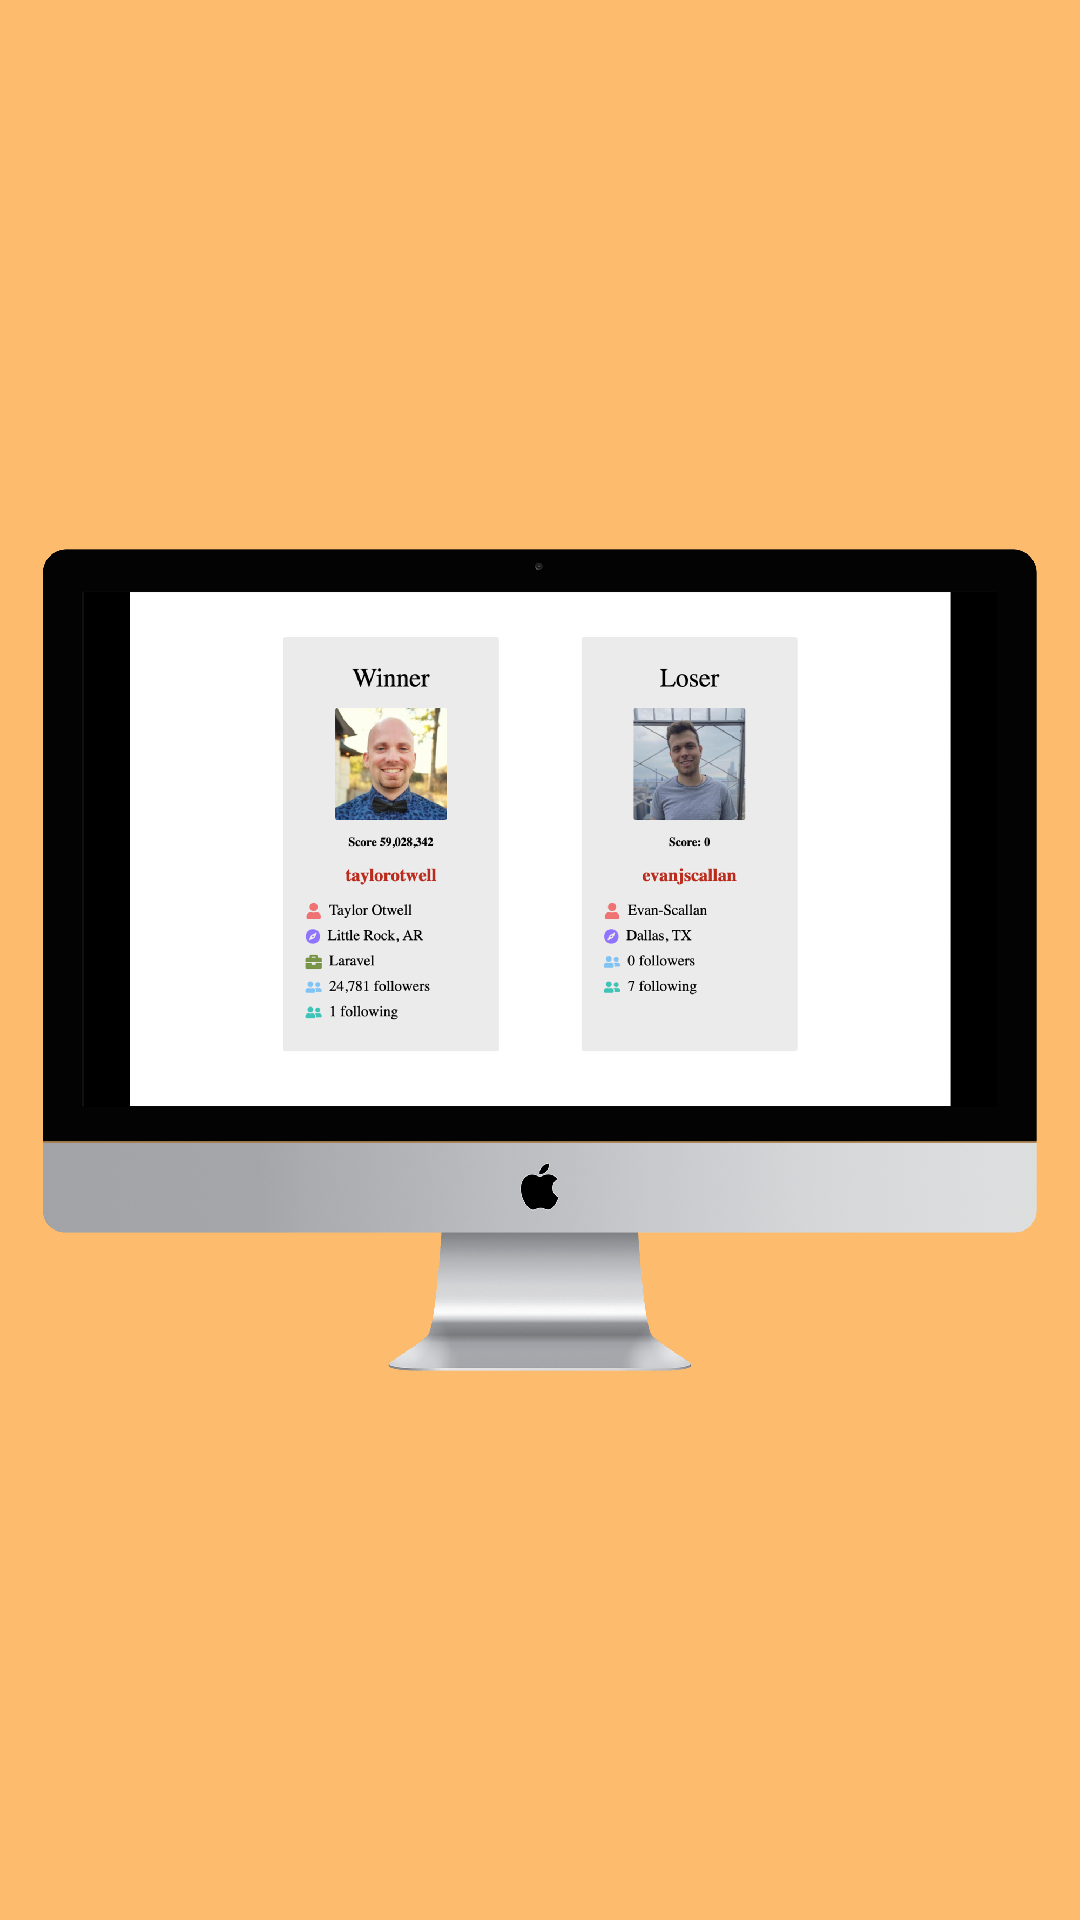 Winner
Score 59,028,342
taylorotwell
Taylor Otwell
Little Rock, AR
Laravel
24,781 followers
1 following
Loser
Score: 0
evanjscallan
Evan-Scallan
Dallas, TX
0 followers
7 following